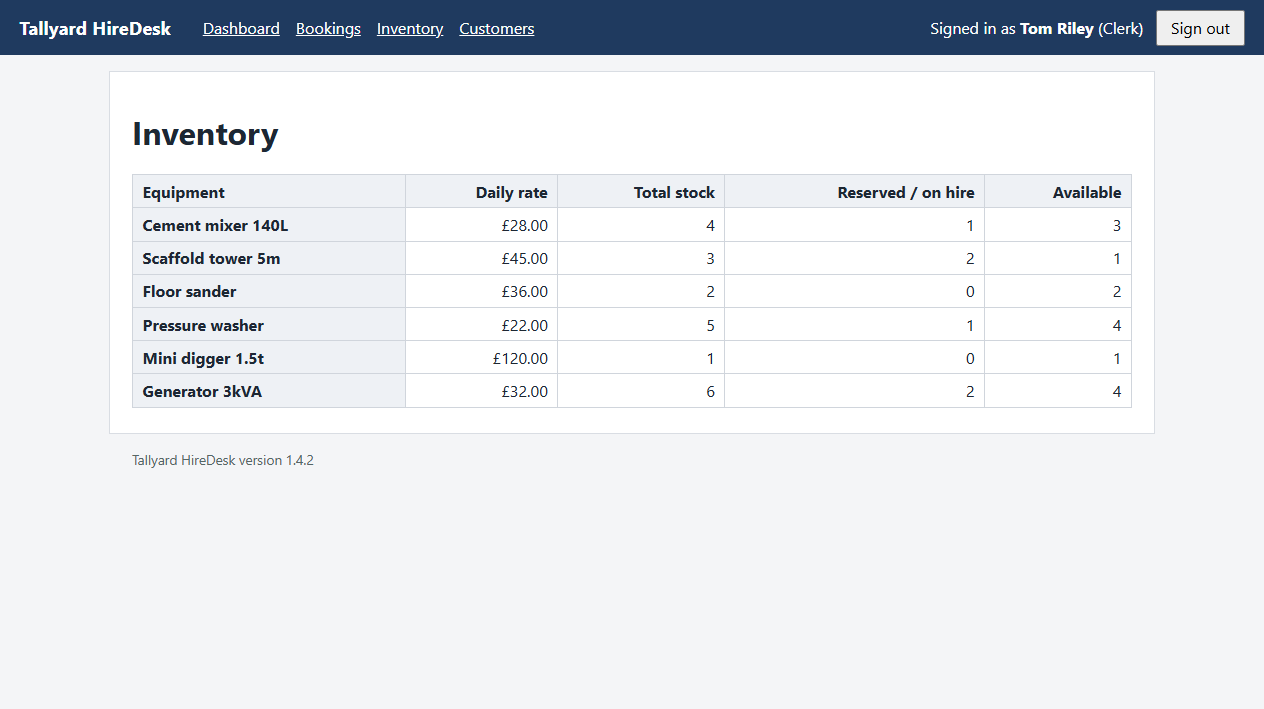 Tallyard HireDesk Dashboard Bookings Inventory Customers Signed in as Tom Riley (Clerk) Sign out
Inventory
Equipment Daily rate Total stock Reserved / on hire Available
Cement mixer 140L £28.00 4 1 3
Scaffold tower 5m £45.00 3 2 1
Floor sander £36.00 2 0 2
Pressure washer £22.00 5 1 4
Mini digger 1.5t £120.00 1 0 1
Generator 3kVA £32.00 6 2 4
Tallyard HireDesk version 1.4.2